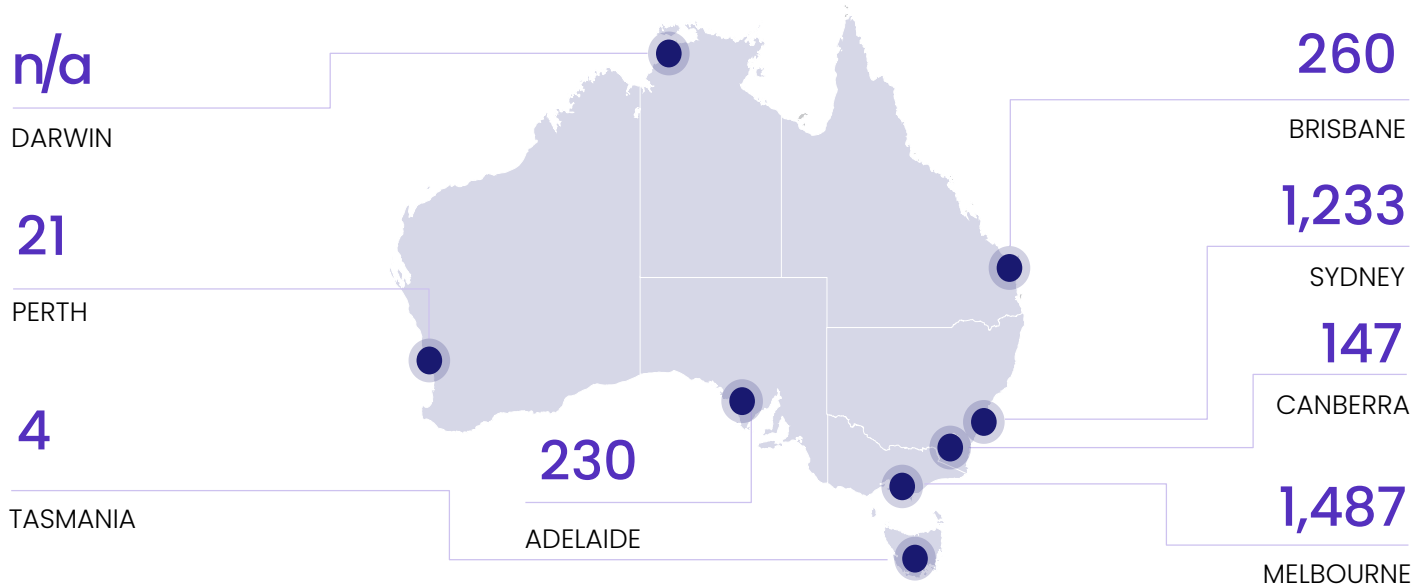 n/a
DARWIN
21
PERTH
4
TASMANIA
230
ADELAIDE
260
BRISBANE
1,233
SYDNEY
147
CANBERRA
1,487
MELBOURNE